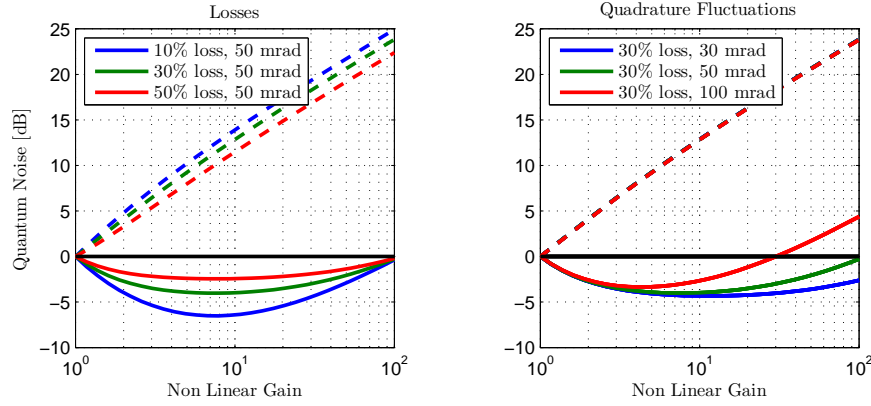 Losses
25
20
15
10
5
0
−5
−10
Quantum Noise [dB]
10% loss, 50 mrad
30% loss, 50 mrad
50% loss, 50 mrad
10^0
10^1
10^2
Non Linear Gain
Quadrature Fluctuations
25
20
15
10
5
0
−5
−10
30% loss, 30 mrad
30% loss, 50 mrad
30% loss, 100 mrad
10^0
10^1
10^2
Non Linear Gain